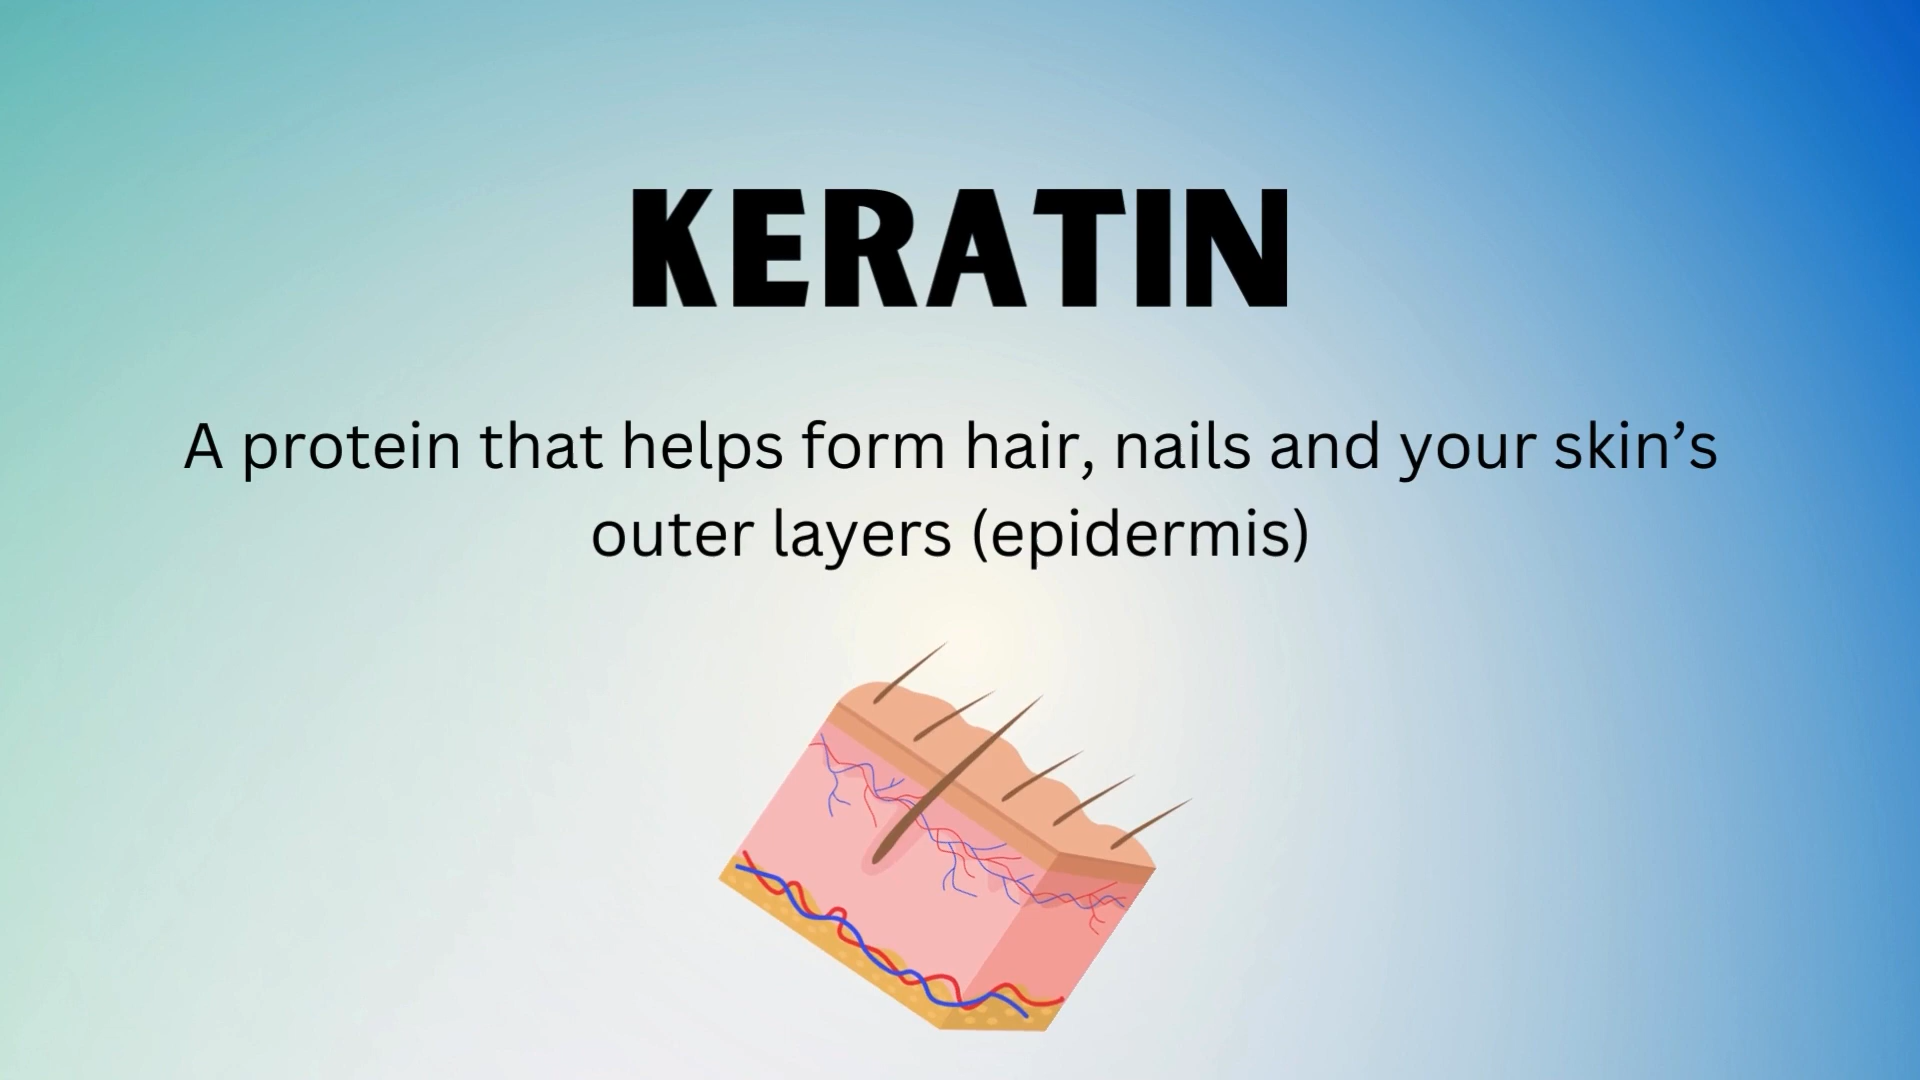 KERATIN
A protein that helps form hair, nails and your skin’s
outer layers (epidermis)